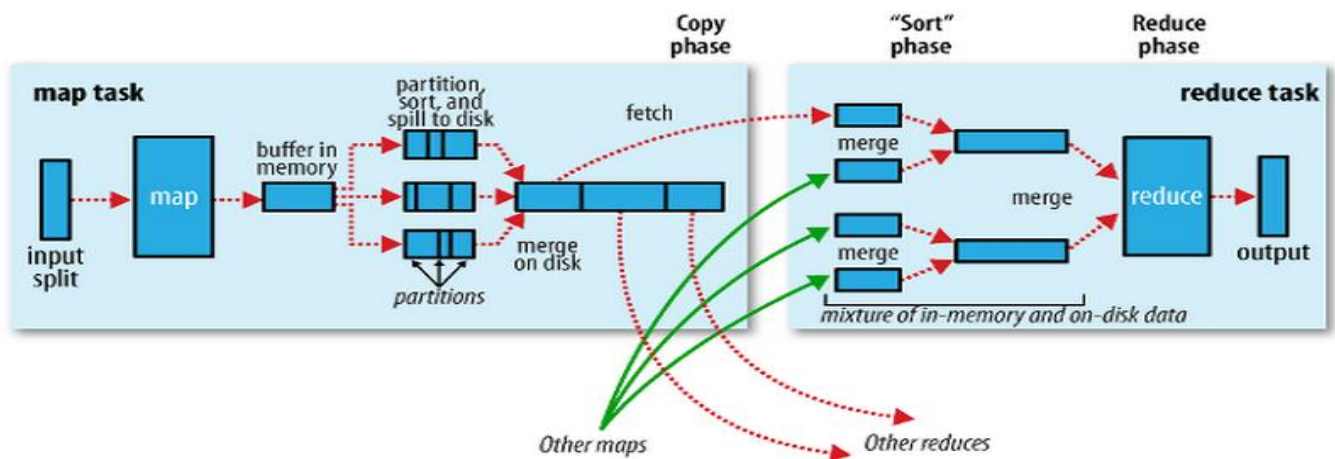 Copy
phase
“Sort”
phase
Reduce
phase
map task
partition,
sort, and
spill to disk
fetch
reduce task
buffer in
memory
map
merge
merge
reduce
input
split
merge
on disk
merge
output
partitions
mixture of in-memory and on-disk data
Other maps
Other reduces